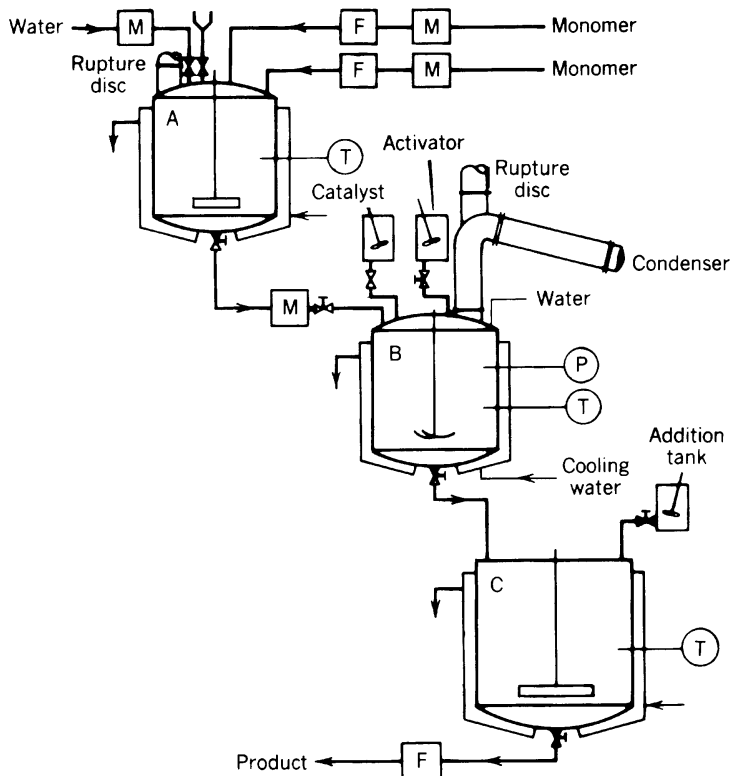 Water
M
F
M
Monomer
F
M
Monomer
Rupture
disc
A
T
Activator
Rupture
disc
Catalyst
Condenser
M
Water
B
P
T
Addition
tank
Cooling
water
C
T
Product
F